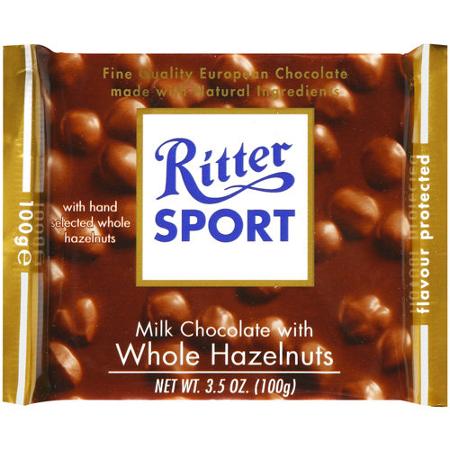 Fine Quality European Chocolate
made with Natural Ingredients
Ritter
SPORT
with hand
selected whole
hazelnuts
100g℮
flavour protected
Milk Chocolate with
Whole Hazelnuts
NET WT. 3.5 OZ. (100g)